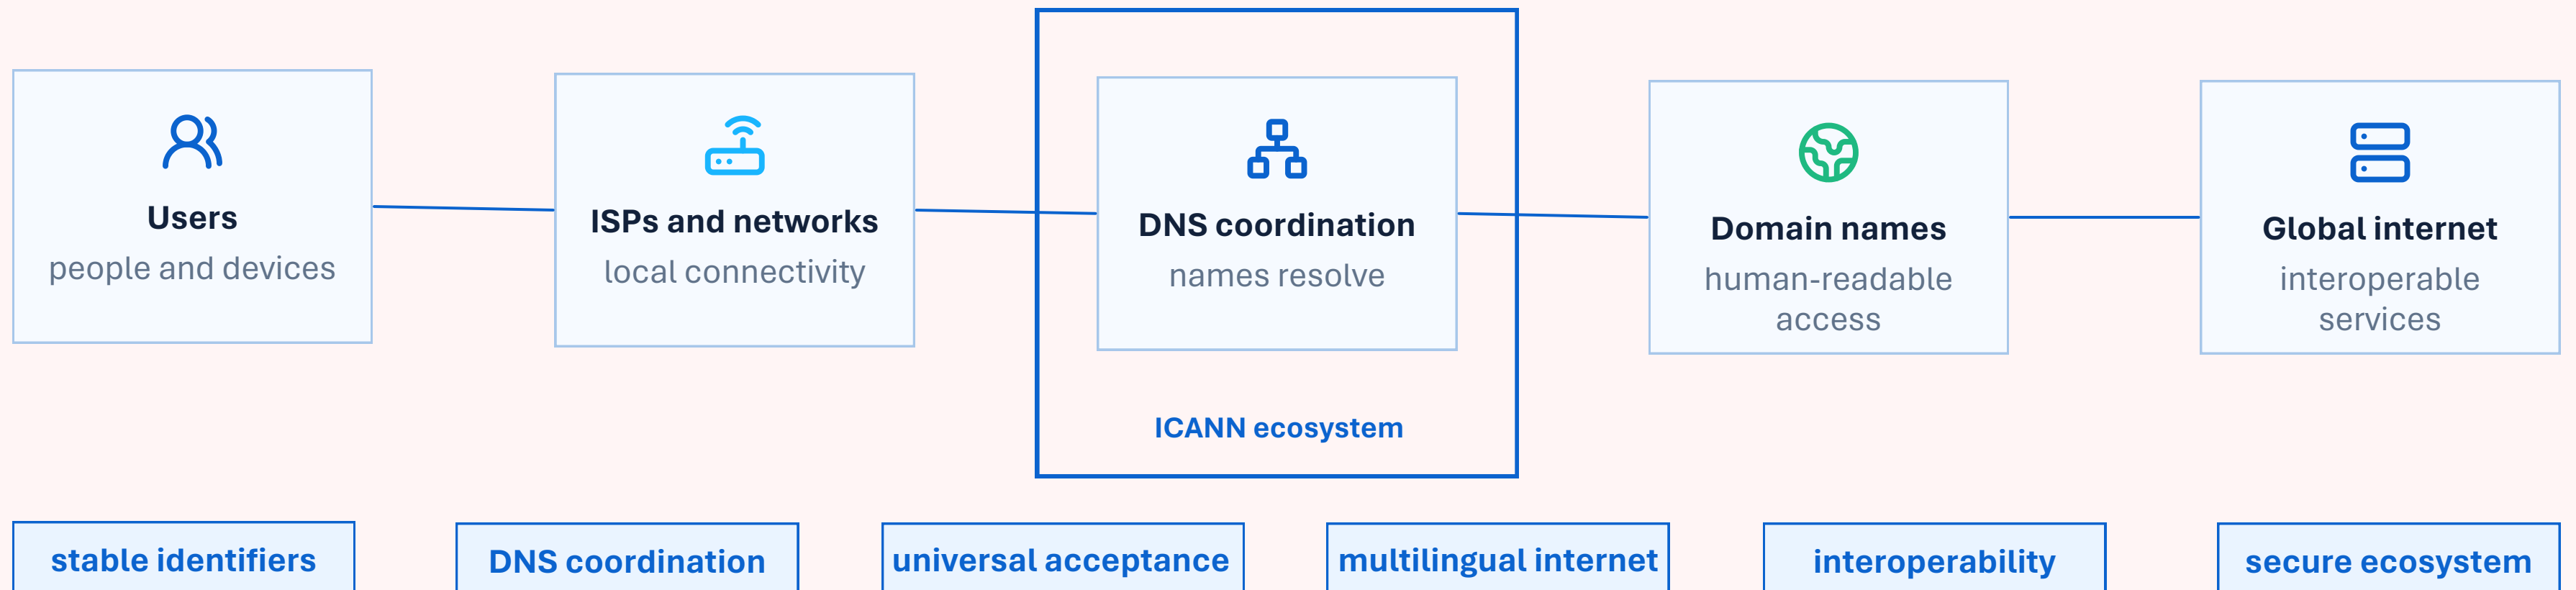 Users
people and devices
ISPs and networks
local connectivity
DNS coordination
names resolve
ICANN ecosystem
Domain names
human-readable
access
Global internet
interoperable
services
stable identifiers
DNS coordination
universal acceptance
multilingual internet
interoperability
secure ecosystem